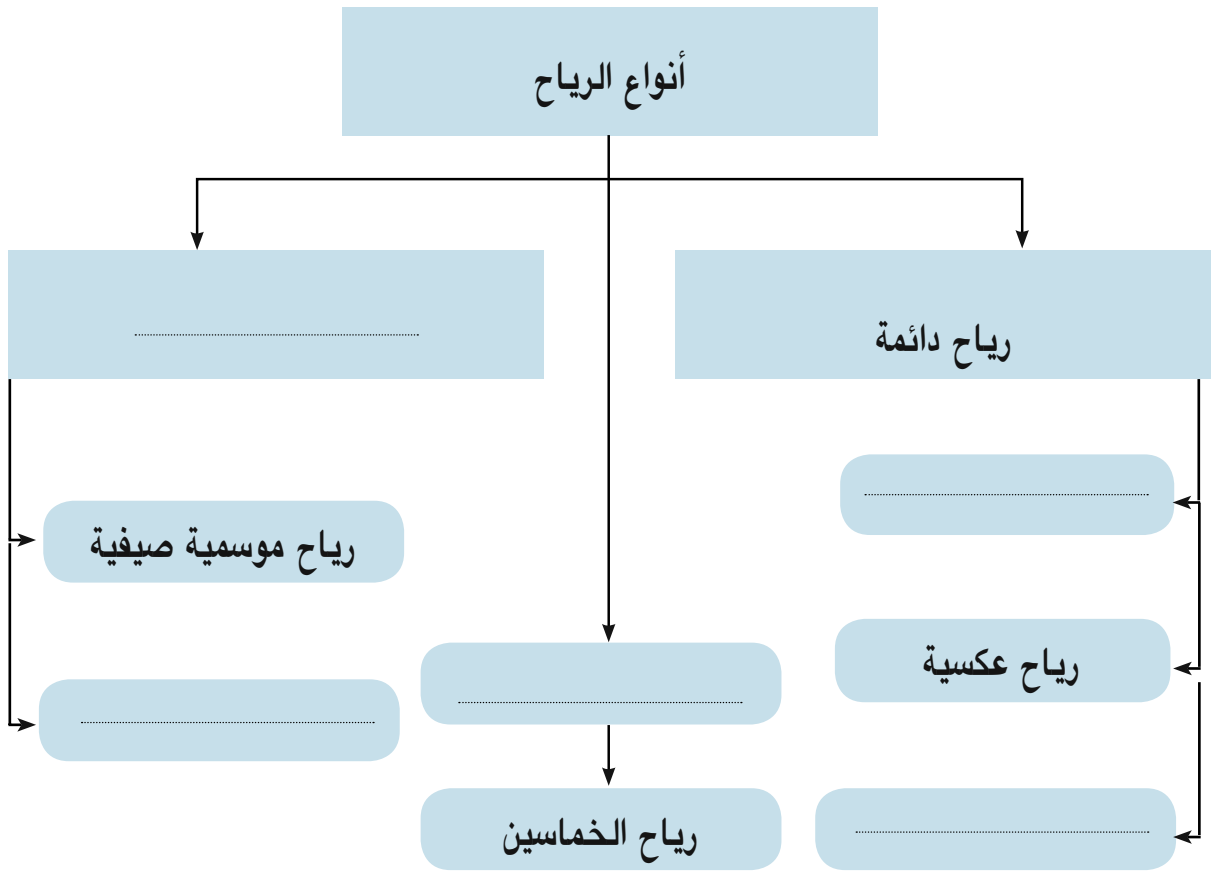 أنواع الرياح
رياح دائمة
رياح موسمية صيفية
رياح عكسية
رياح الخماسين